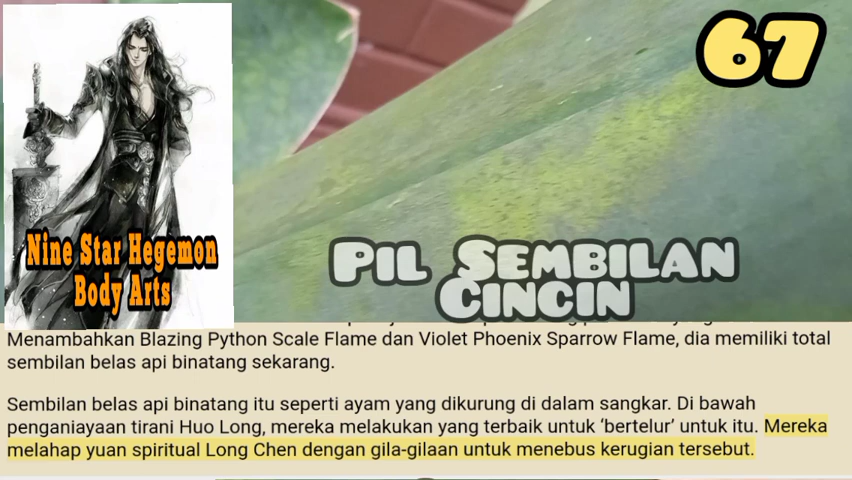 67
Nine Star Hegemon
Body Arts
Pil Sembilan
Cincin
Menambahkan Blazing Python Scale Flame dan Violet Phoenix Sparrow Flame, dia memiliki total
sembilan belas api binatang sekarang.
Sembilan belas api binatang itu seperti ayam yang dikurung di dalam sangkar. Di bawah
penganiayaan tirani Huo Long, mereka melakukan yang terbaik untuk ‘bertelur’ untuk itu. Mereka
melahap yuan spiritual Long Chen dengan gila-gilaan untuk menebus kerugian tersebut.